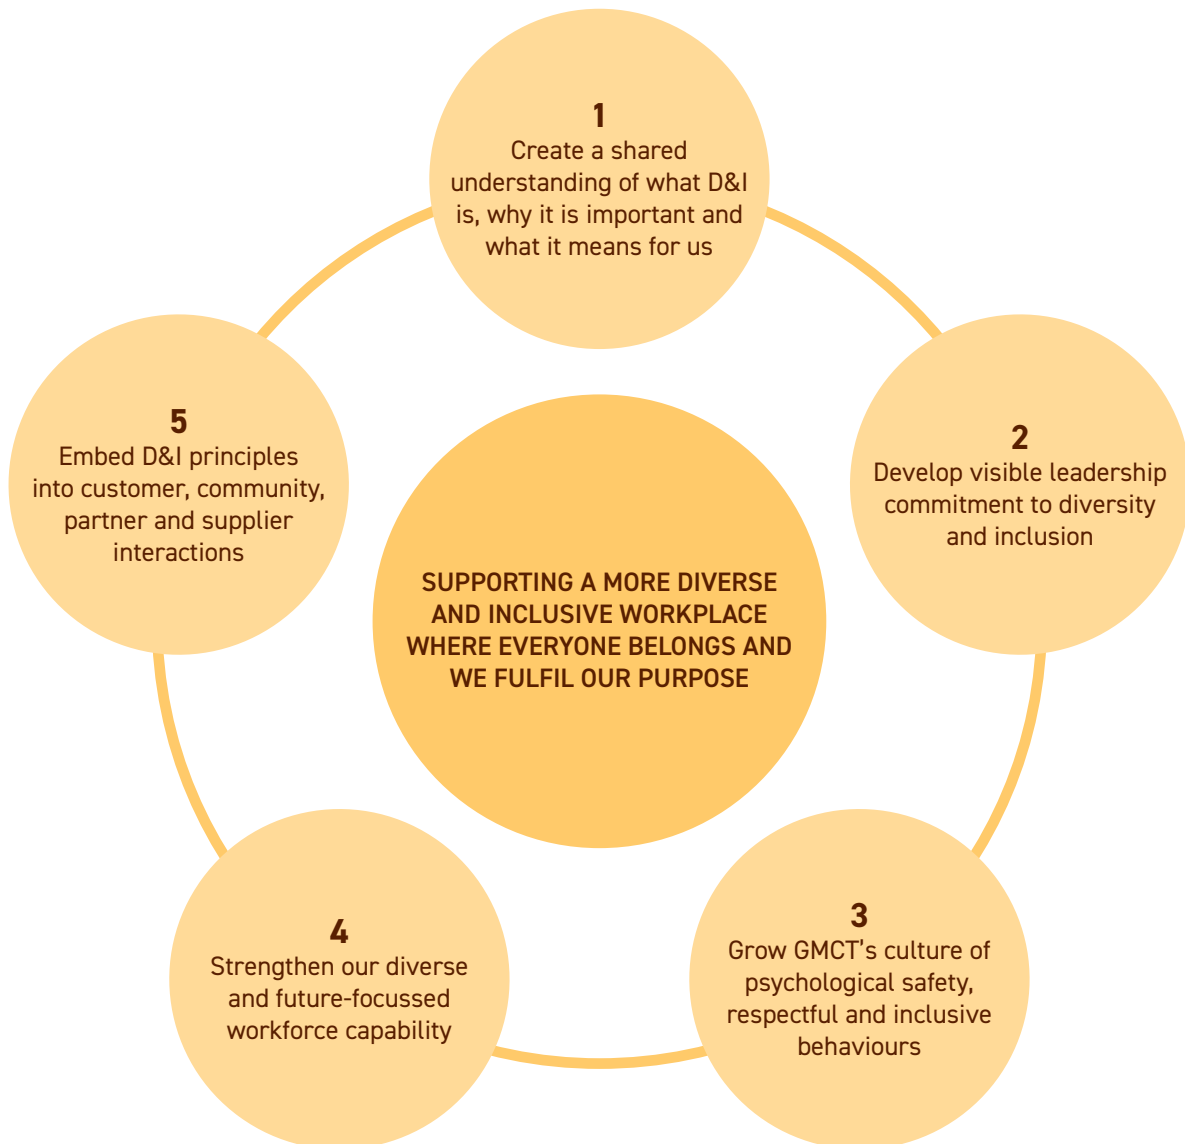 1
Create a shared
understanding of what D&I
is, why it is important and
what it means for us
2
Develop visible leadership
commitment to diversity
and inclusion
3
Grow GMCT’s culture of
psychological safety,
respectful and inclusive
behaviours
4
Strengthen our diverse
and future-focussed
workforce capability
5
Embed D&I principles
into customer, community,
partner and supplier
interactions
SUPPORTING A MORE DIVERSE
AND INCLUSIVE WORKPLACE
WHERE EVERYONE BELONGS AND
WE FULFIL OUR PURPOSE